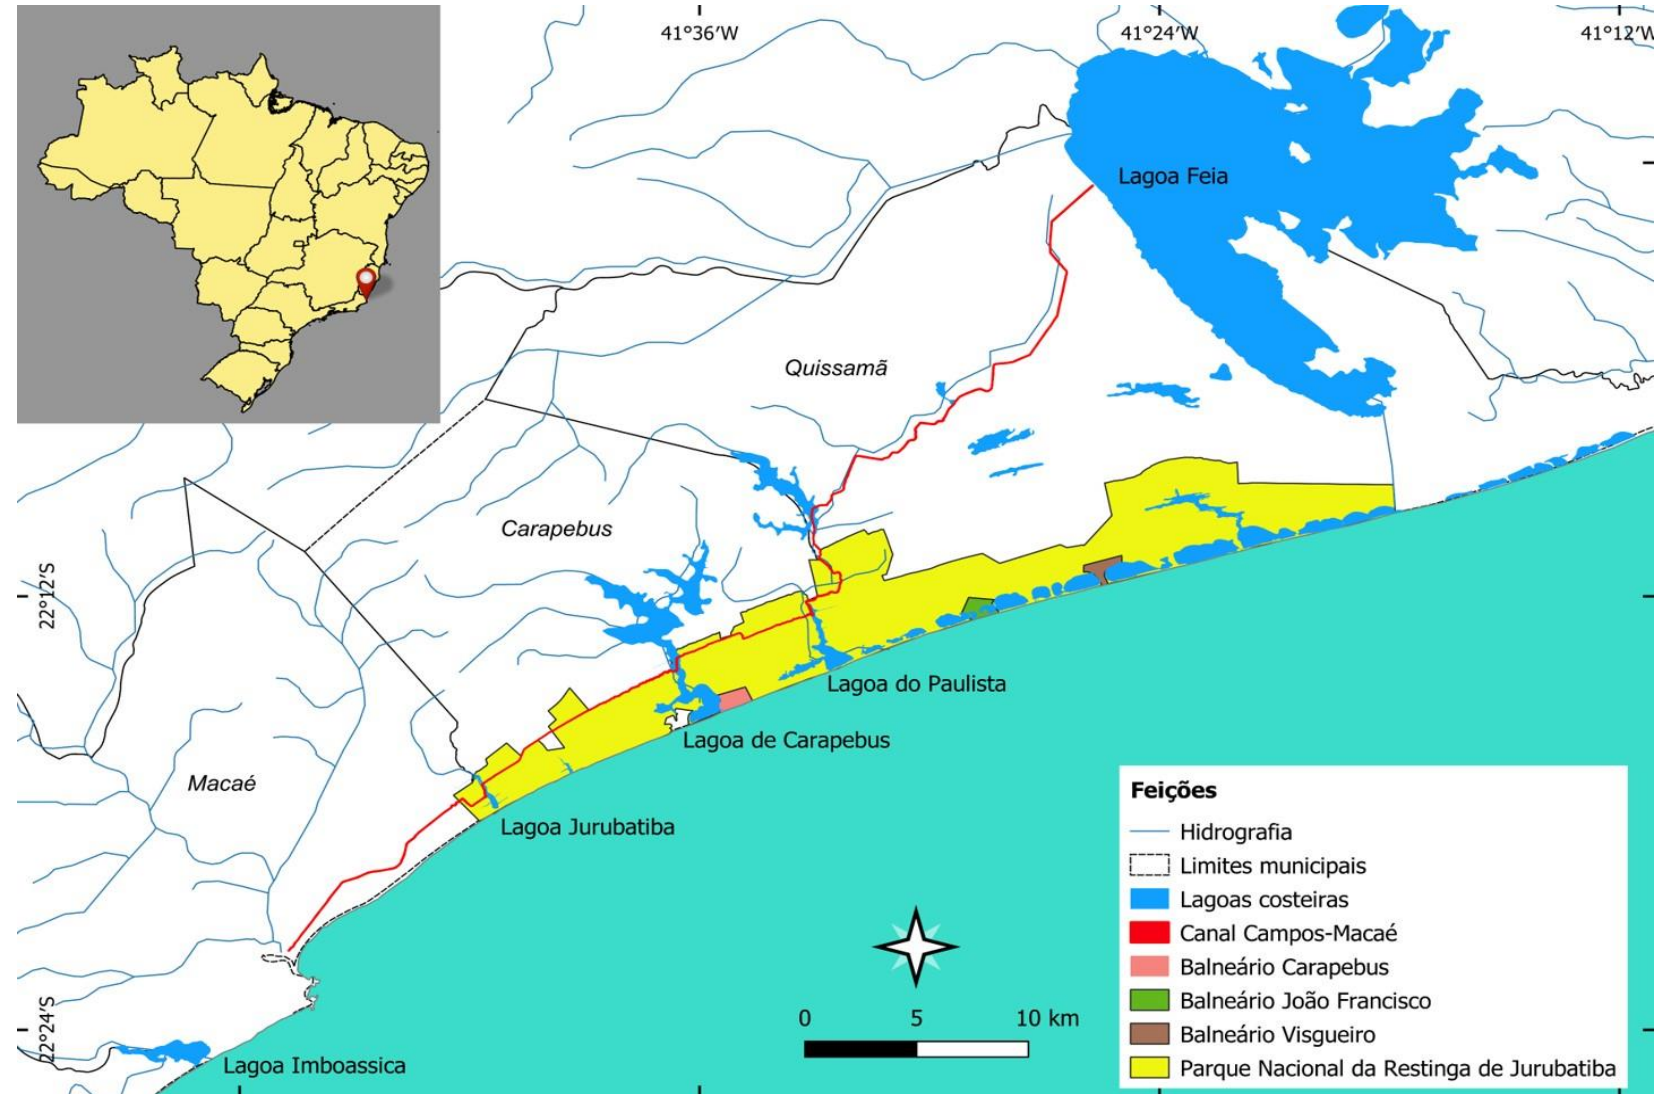 41°36′W
41°24′W
41°12′W
Lagoa Feia
Quissamã
Carapebus
22°12′S
Lagoa do Paulista
Lagoa de Carapebus
Macaé
Lagoa Jurubatiba
22°24′S
Lagoa Imboassica
0 5 10 km
Feições
Hidrografia
Limites municipais
Lagoas costeiras
Canal Campos-Macaé
Balneário Carapebus
Balneário João Francisco
Balneário Visgueiro
Parque Nacional da Restinga de Jurubatiba